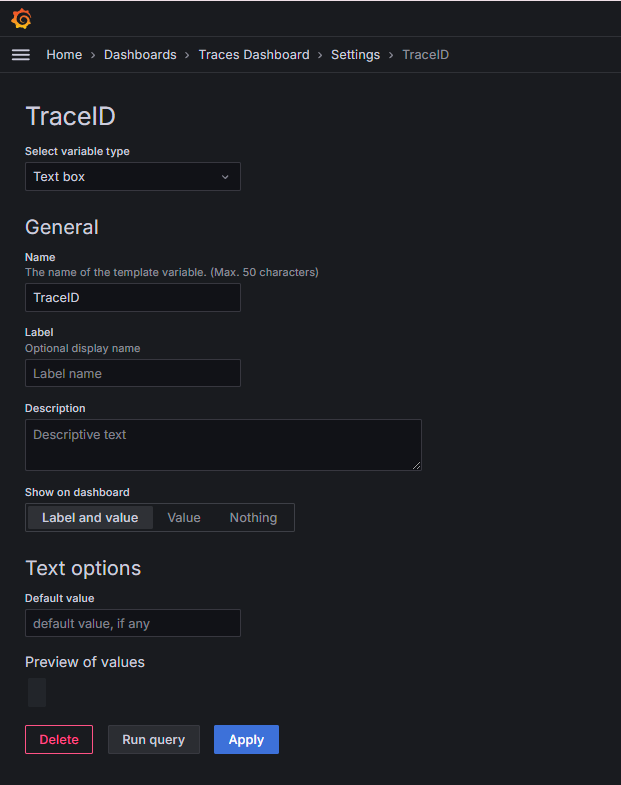 Home > Dashboards > Traces Dashboard > Settings > TraceID
TraceID
Select variable type
Text box
General
Name
The name of the template variable. (Max. 50 characters)
TraceID
Label
Optional display name
Label name
Description
Descriptive text
Show on dashboard
Label and value Value Nothing
Text options
Default value
default value, if any
Preview of values
Delete Run query Apply